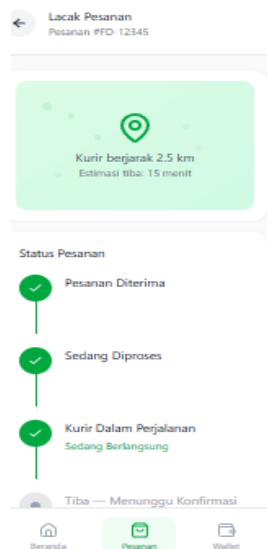 Lacak Pesanan
Pesanan #FD-12345
Kurir berjarak 2.5 km
Estimasi tiba: 15 menit
Status Pesanan
Pesanan Diterima
Sedang Diproses
Kurir Dalam Perjalanan
Sedang Berlangsung
Tiba — Menunggu Konfirmasi
Beranda
Pesanan
Wallet